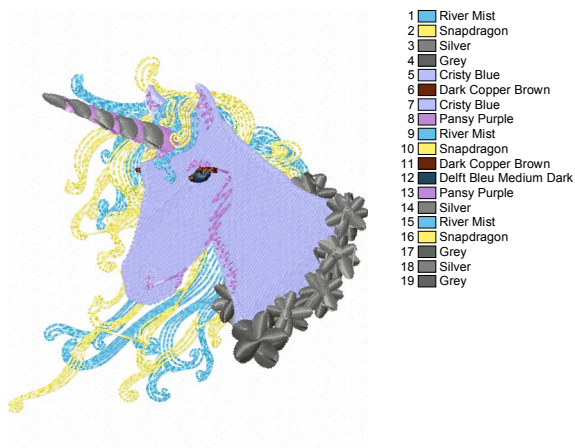 1 River Mist
2 Snapdragon
3 Silver
4 Grey
5 Cristy Blue
6 Dark Copper Brown
7 Cristy Blue
8 Pansy Purple
9 River Mist
10 Snapdragon
11 Dark Copper Brown
12 Delft Bleu Medium Dark
13 Pansy Purple
14 Silver
15 River Mist
16 Snapdragon
17 Grey
18 Silver
19 Grey